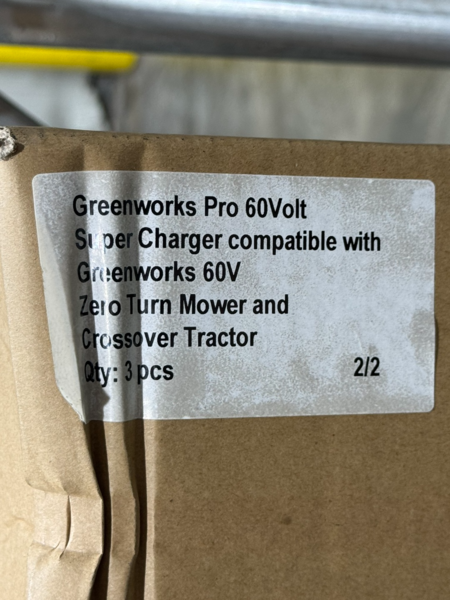 Greenworks Pro 60Volt
Super Charger compatible with
Greenworks 60V
Zero Turn Mower and
Crossover Tractor
Qty: 3 pcs 2/2